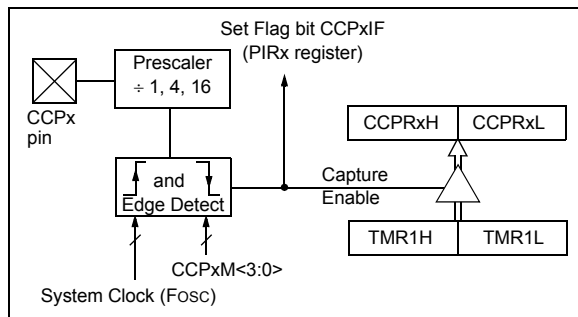 Set Flag bit CCPxIF
(PIRx register)
Prescaler
÷ 1, 4, 16
CCPx
pin
CCPRxH
CCPRxL
and
Edge Detect
Capture
Enable
TMR1H
TMR1L
CCPxM<3:0>
System Clock (FOSC)